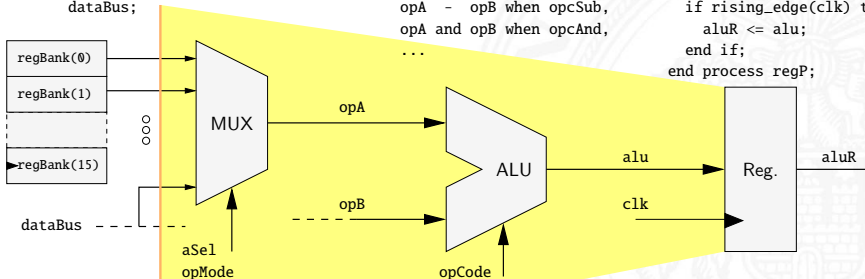 dataBus;
opA - opB when opcSub,
opA and opB when opcAnd,
...
if rising_edge(clk) t
aluR <= alu;
end if;
end process regP;
regBank(0)
regBank(1)
regBank(15)
MUX
opA
ALU
alu
Reg.
aluR
opB
clk
dataBus
aSel
opMode
opCode